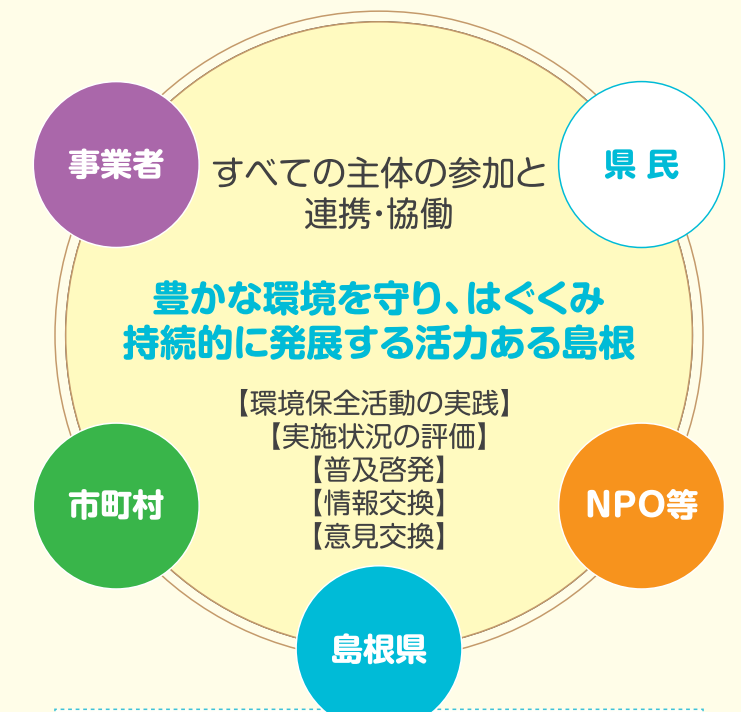 事業者
県民
すべての主体の参加と
連携・協働
豊かな環境を守り、はぐくみ
持続的に発展する活力ある島根
【環境保全活動の実践】
【実施状況の評価】
【普及啓発】
【情報交換】
【意見交換】
市町村
NPO等
島根県